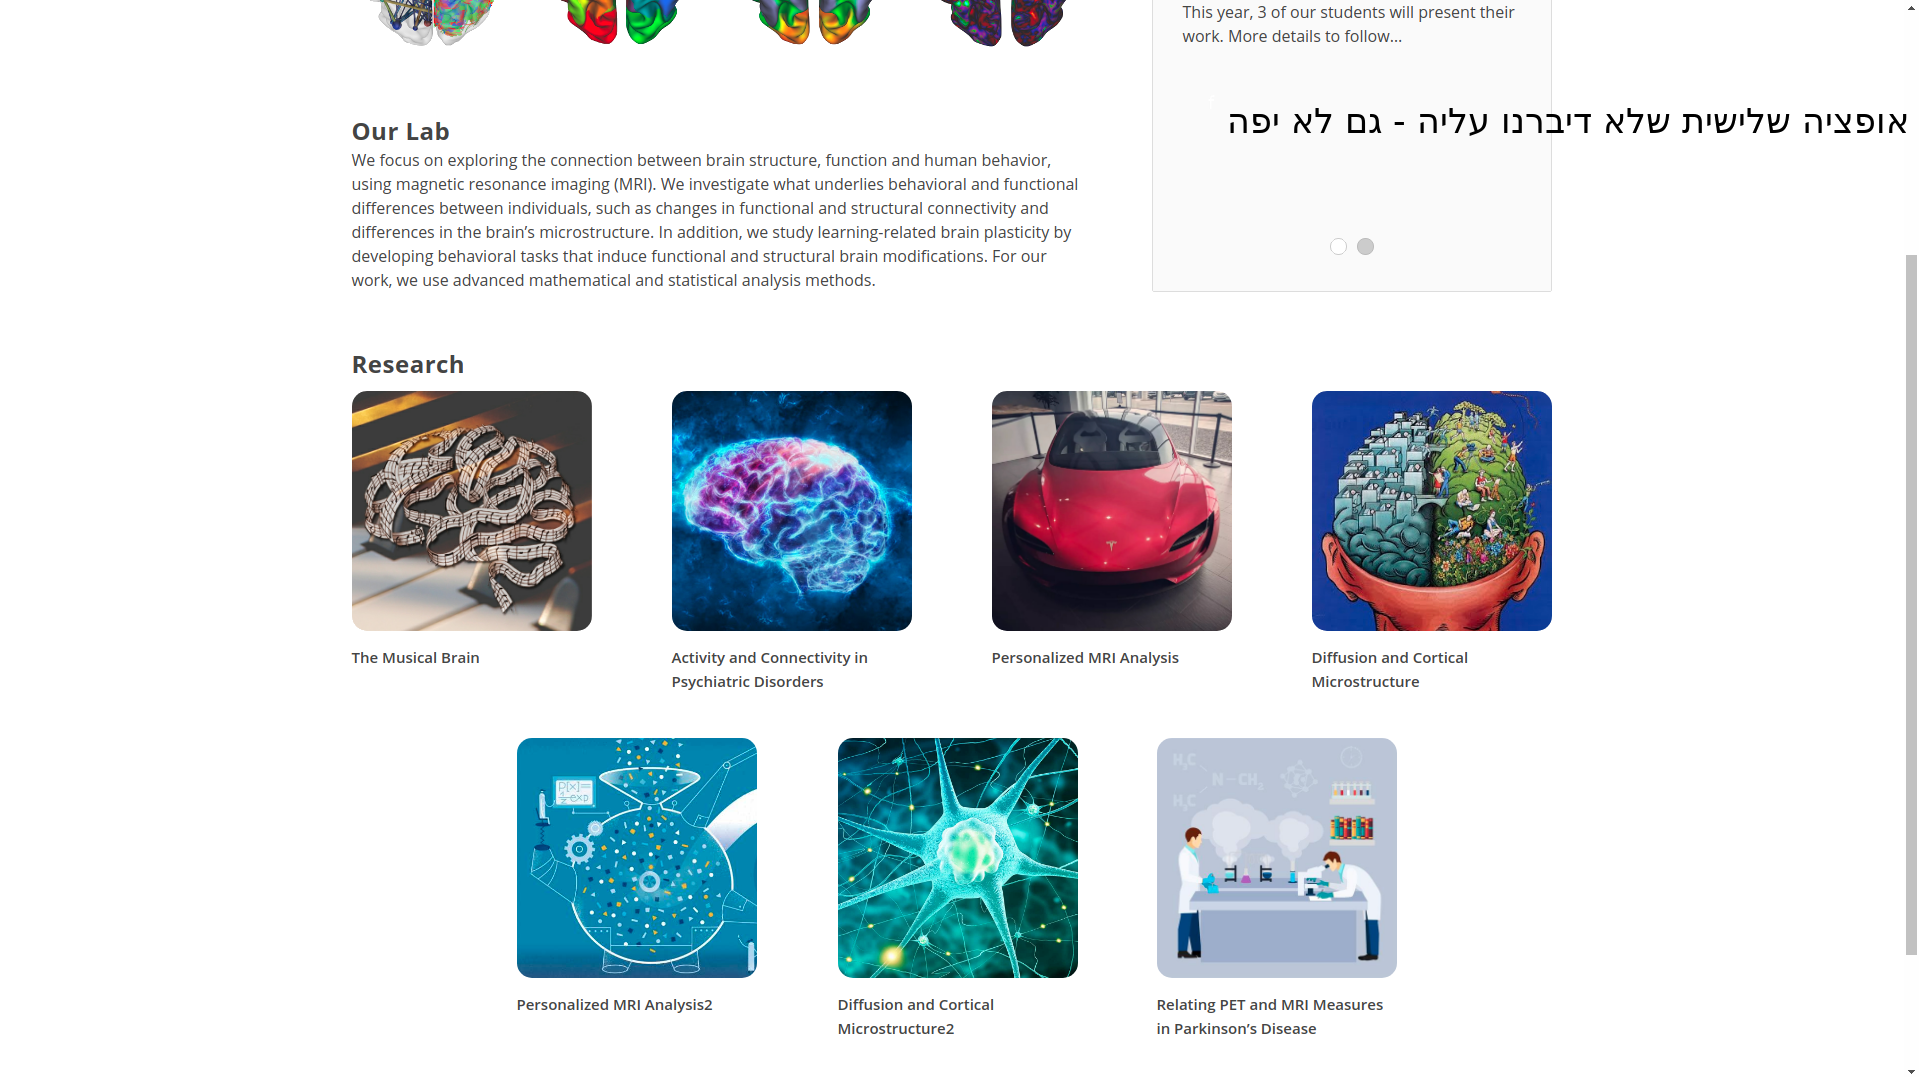 This year, 3 of our students will present their
work. More details to follow...
אופציה שלישית שלא דיברנו עליה - גם לא יפה
Our Lab
We focus on exploring the connection between brain structure, function and human behavior,
using magnetic resonance imaging (MRI). We investigate what underlies behavioral and functional
differences between individuals, such as changes in functional and structural connectivity and
differences in the brain’s microstructure. In addition, we study learning-related brain plasticity by
developing behavioral tasks that induce functional and structural brain modifications. For our
work, we use advanced mathematical and statistical analysis methods.
Research
The Musical Brain
Activity and Connectivity in
Psychiatric Disorders
Personalized MRI Analysis
Diffusion and Cortical
Microstructure
P[x]=
exp
H₃C
N-CH₃
H₃C
Personalized MRI Analysis2
Diffusion and Cortical
Microstructure2
Relating PET and MRI Measures
in Parkinson’s Disease